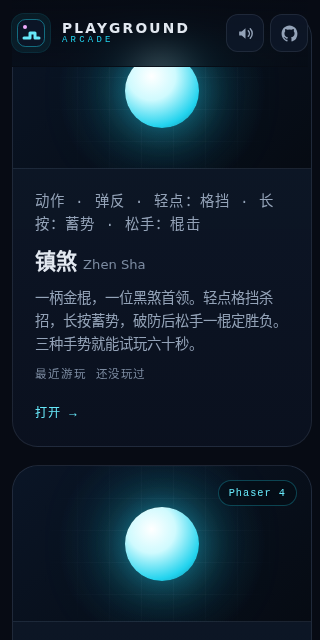 PLAYGROUND
ARCADE
动作 · 弹反 · 轻点：格挡 · 长
按：蓄势 · 松手：棍击
镇煞 Zhen Sha
一柄金棍，一位黑煞首领。轻点格挡杀
招，长按蓄势，破防后松手一棍定胜负。
三种手势就能试玩六十秒。
最近游玩 还没玩过
打开 →
Phaser 4